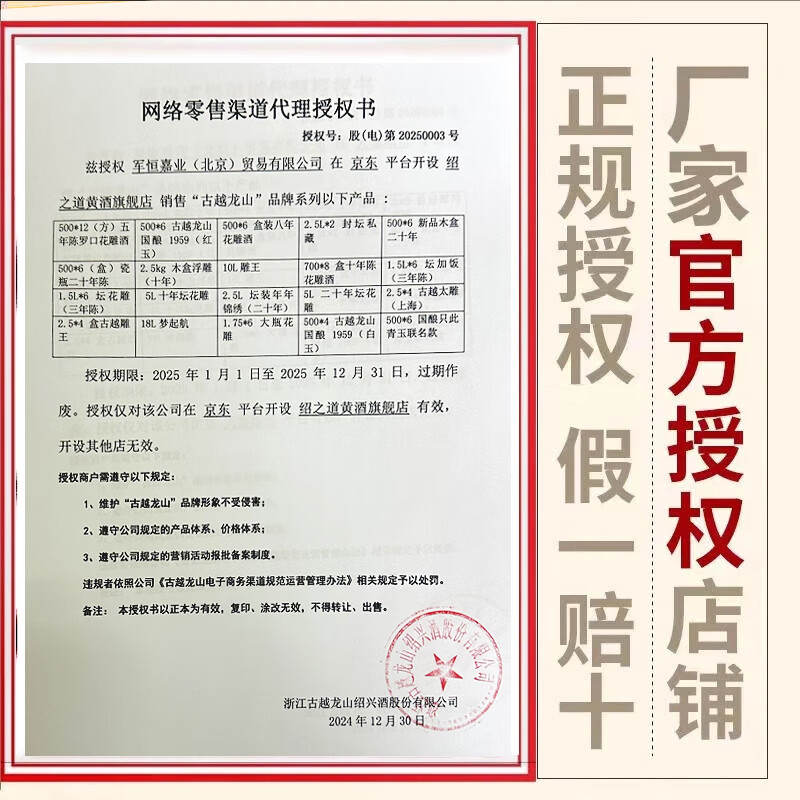 网络零售渠道代理授权书
授权号：股(电)第 20250003 号
兹授权 军恒嘉业（北京）贸易有限公司 在 京东 平台开设 绍
之道黄酒旗舰店 销售“古越龙山”品牌系列以下产品：
500*12（方）五年陈罗口花雕酒 500*6 古越龙山国酿 1959（红玉） 500*6 盒装八年花雕酒 2.5L*2 封坛私藏 500*6 新品木盒二十年
500*6（盒）瓷瓶二十年陈 2.5kg 木盒浮雕（十年） 10L 雕王 700*8 盒十年陈花雕酒 1.5L*6 坛加饭（三年陈）
1.5L*6 坛花雕（三年陈） 5L 十年坛花雕 2.5L 坛装年年锦绣（二十年） 5L 二十年坛花雕 2.5*4 古越太雕（上海）
2.5*4 盒古越雕王 18L 梦起航 1.75*6 大瓶花雕 500*4 古越龙山国酿 1959（白玉） 500*6 国酿只此青玉联名款
授权期限：2025 年 1 月 1 日至 2025 年 12 月 31 日，过期作
废。授权仅对该公司在 京东 平台开设 绍之道黄酒旗舰店 有效，
开设其他店无效。
授权商户需遵守以下规定：
1、维护“古越龙山”品牌形象不受侵害；
2、遵守公司规定的产品体系、价格体系；
3、遵守公司规定的营销活动报批备案制度。
违规者依照公司《古越龙山电子商务渠道规范运营管理办法》相关规定予以处罚。
备注： 本授权书以正本为有效，复印、涂改无效，不得转让、出售。
浙江古越龙山绍兴酒股份有限公司
2024 年 12 月 30 日
厂家官方授权店铺
正规授权 假一赔十